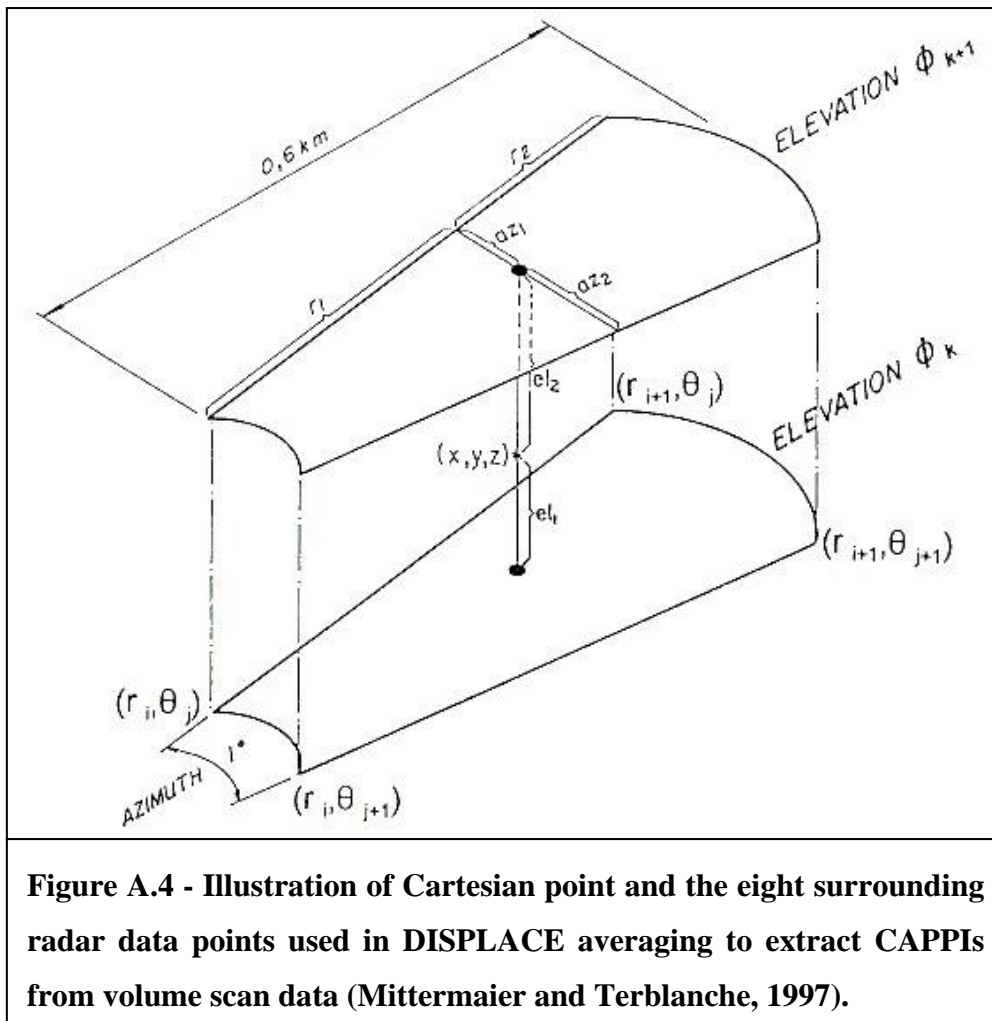 ELEVATION Φ k+1
0,6 km
r2
az1
az2
r1
ELEVATION Φ k
el2
(r i+1, θ j)
(x,y,z)
el1
(r i+1, θ j+1)
(r i, θ j)
1°
AZIMUTH
(r i, θ j+1)
Figure A.4 - Illustration of Cartesian point and the eight surrounding
radar data points used in DISPLACE averaging to extract CAPPIs
from volume scan data (Mittermaier and Terblanche, 1997).